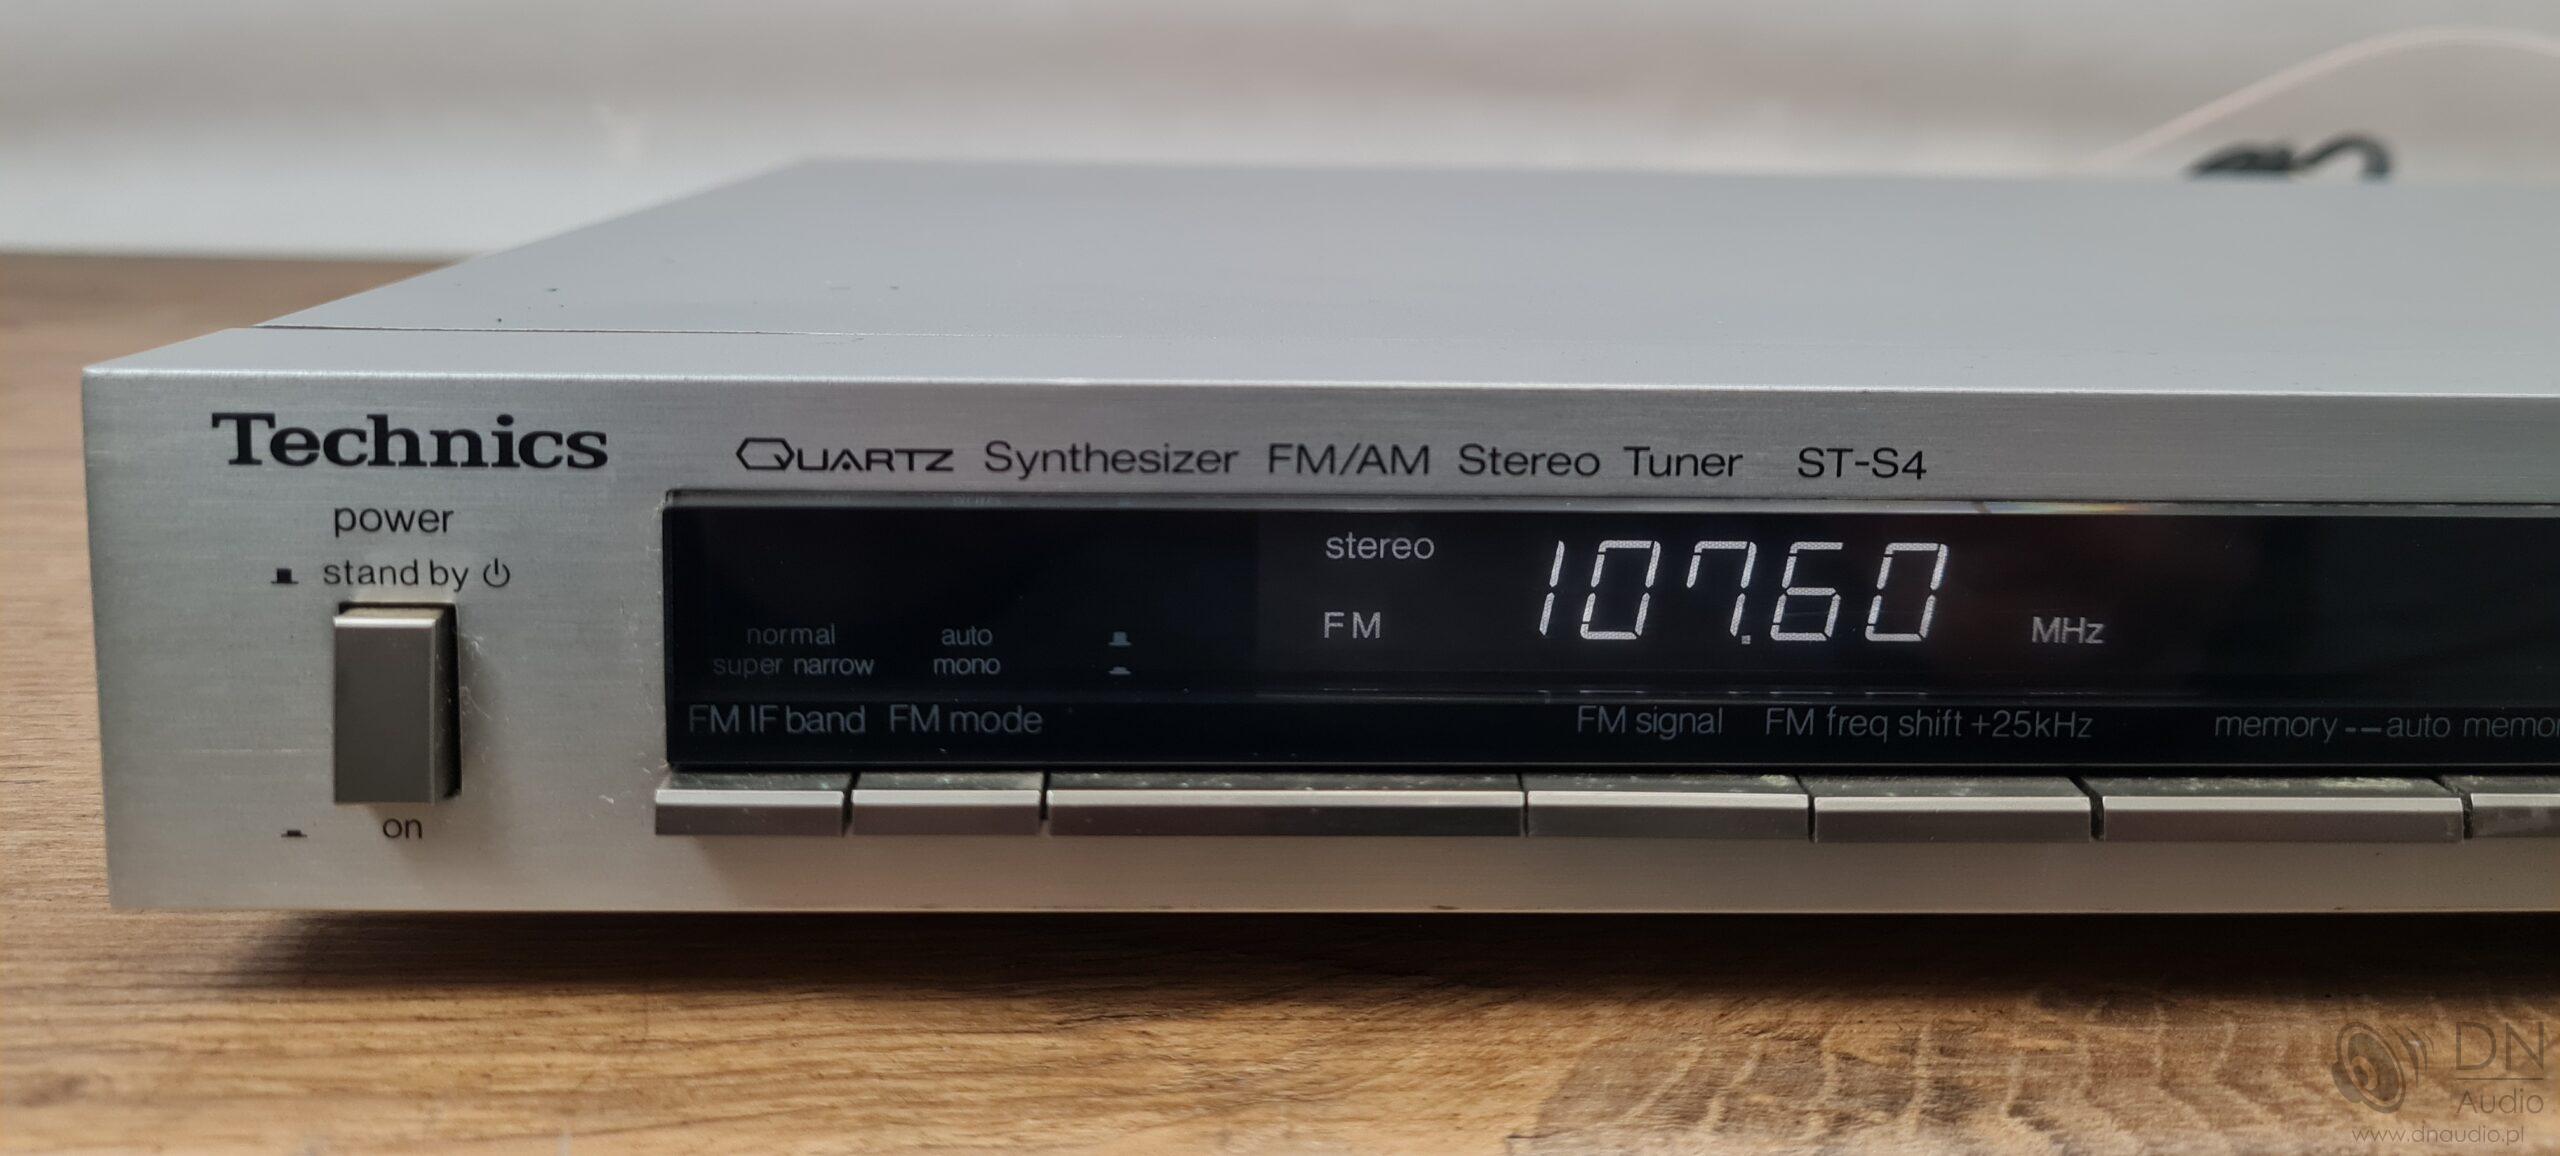 Technics
QUARTZ Synthesizer FM/AM Stereo Tuner ST-S4
power
stand by
on
stereo
FM 107.60 MHz
normal auto
super narrow mono
FM IF band FM mode FM signal FM freq shift +25kHz memory -- auto
DN
Audio
www.dnaudio.pl